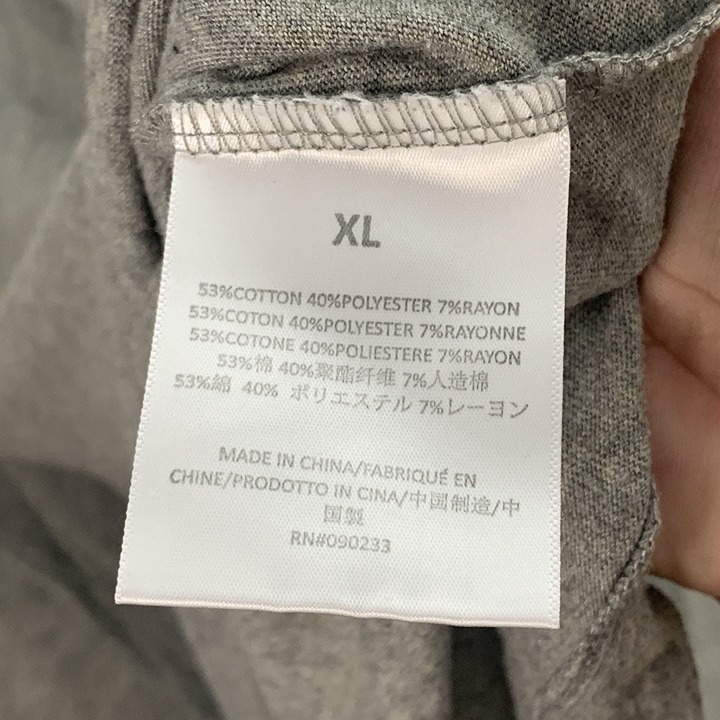 XL
53%COTTON 40%POLYESTER 7%RAYON
53%COTON 40%POLYESTER 7%RAYONNE
53%COTONE 40%POLIESTERE 7%RAYON
53%棉 40%聚酯纤维 7%人造棉
53%綿 40% ポリエステル 7%レーヨン
MADE IN CHINA/FABRIQUÉ EN
CHINE/PRODOTTO IN CINA/中国制造/中
国製
RN#090233